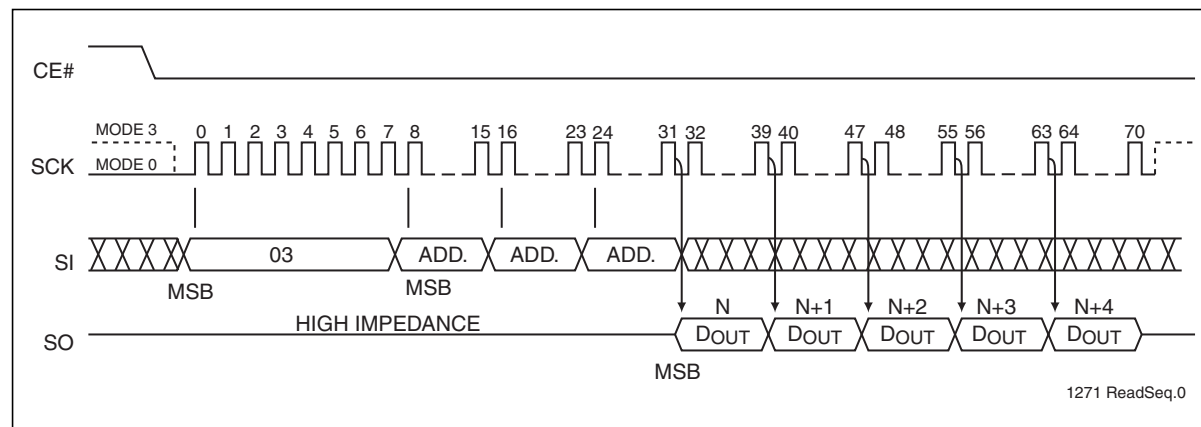 CE#
MODE 3
0 1 2 3 4 5 6 7 8 15 16 23 24 31 32 39 40 47 48 55 56 63 64 70
SCK
MODE 0
SI
03
ADD.
ADD.
ADD.
MSB
MSB
N
N+1
N+2
N+3
N+4
HIGH IMPEDANCE
SO
DOUT
DOUT
DOUT
DOUT
DOUT
MSB
1271 ReadSeq.0